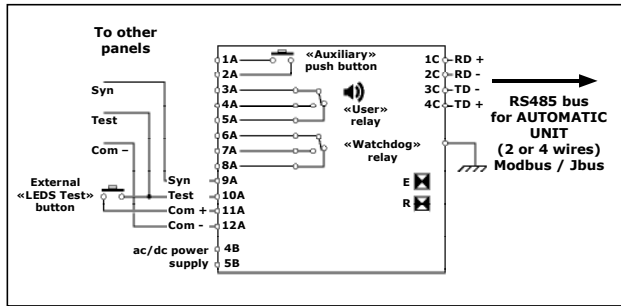 To other
panels
Syn
Test
Com –
External
«LEDS Test»
button
Syn
Test
Com +
Com -
ac/dc power
supply
1A
2A
3A
4A
5A
6A
7A
8A
9A
10A
11A
12A
4B
5B
«Auxiliary»
push button
«User»
relay
«Watchdog»
relay
E
R
1C RD +
2C RD -
3C TD -
4C TD +
RS485 bus
for AUTOMATIC
UNIT
(2 or 4 wires)
Modbus / Jbus